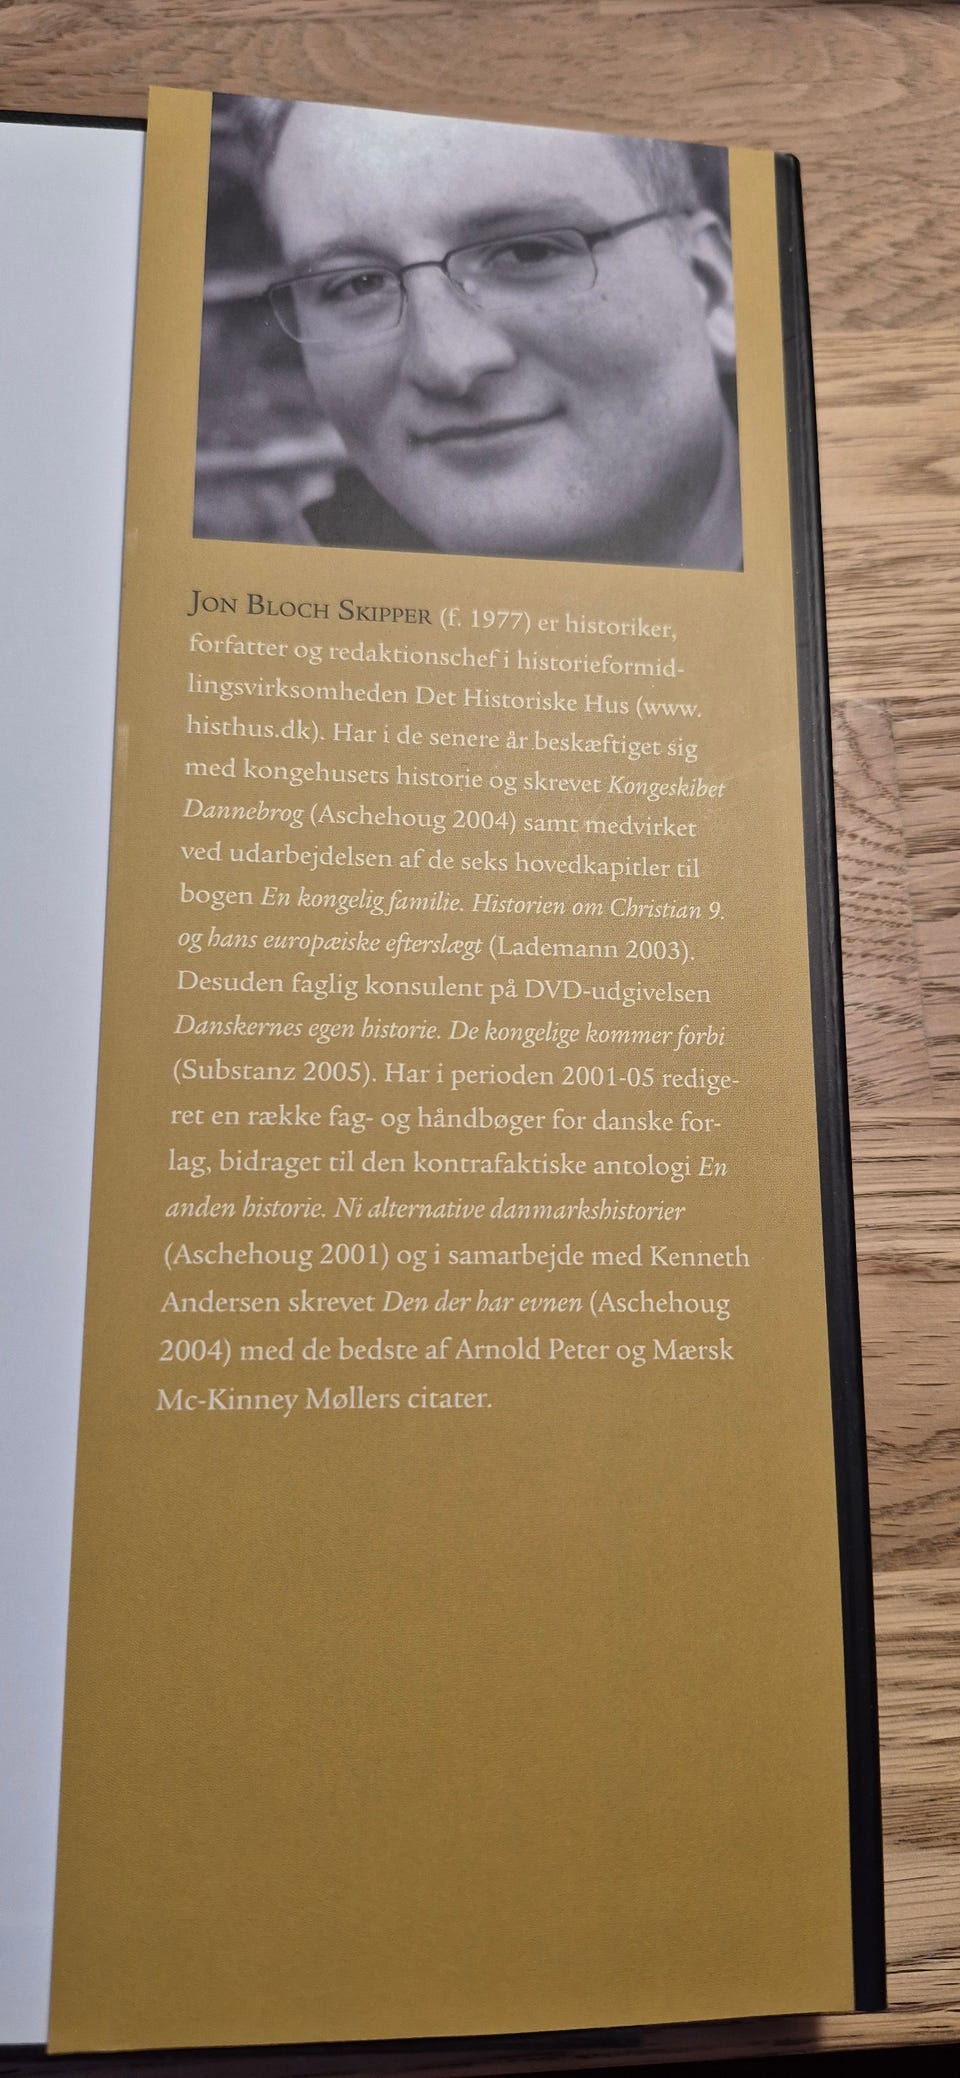 JON BLOCH SKIPPER (f. 1977) er historiker,
forfatter og redaktionschef i historieformid-
lingsvirksomheden Det Historiske Hus (www.
histhus.dk). Har i de senere år beskæftiget sig
med kongehusets historie og skrevet Kongeskibet
Dannebrog (Aschehoug 2004) samt medvirket
ved udarbejdelsen af de seks hovedkapitler til
bogen En kongelig familie. Historien om Christian 9.
og hans europæiske efterslægt (Lademann 2003).
Desuden faglig konsulent på DVD-udgivelsen
Danskernes egen historie. De kongelige kommer forbi
(Substanz 2005). Har i perioden 2001-05 redige-
ret en række fag- og håndbøger for danske for-
lag, bidraget til den kontrafaktiske antologi En
anden historie. Ni alternative danmarkshistorier
(Aschehoug 2001) og i samarbejde med Kenneth
Andersen skrevet Den der har evnen (Aschehoug
2004) med de bedste af Arnold Peter og Mærsk
Mc-Kinney Møllers citater.